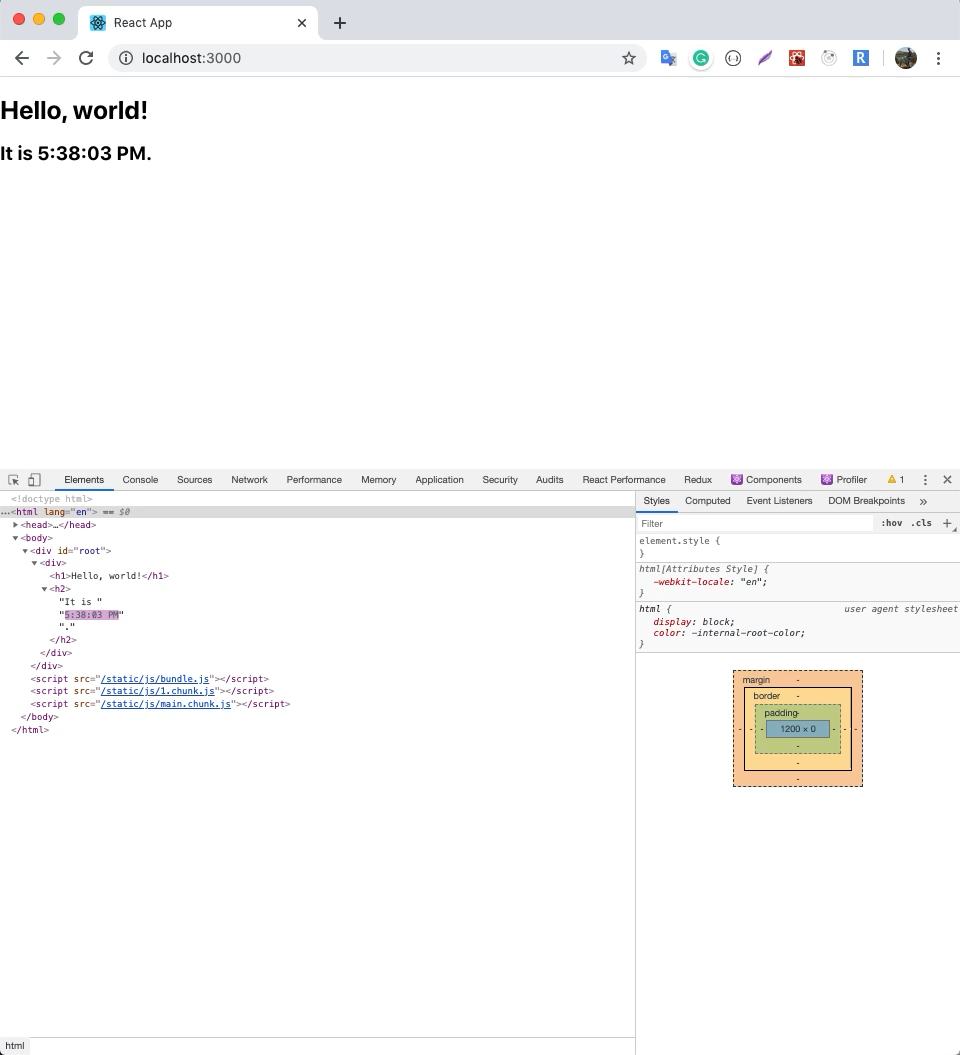 React App
localhost:3000
R
Hello, world!
It is 5:38:03 PM.
Elements Console Sources Network Performance Memory Application Security Audits React Performance Redux Components Profiler 1
<!doctype html>
…<html lang="en"> == $0
<head>…</head>
<body>
<div id="root">
<div>
<h1>Hello, world!</h1>
<h2>
"It is "
"5:38:03 PM"
"."
</h2>
</div>
</div>
<script src="/static/js/bundle.js"></script>
<script src="/static/js/1.chunk.js"></script>
<script src="/static/js/main.chunk.js"></script>
</body>
</html>
html
Styles Computed Event Listeners DOM Breakpoints »
Filter :hov .cls +
element.style {
}
html[Attributes Style] {
-webkit-locale: "en";
}
html { user agent stylesheet
display: block;
color: -internal-root-color;
}
margin -
border -
padding -
- - - 1200 × 0 - - -
-
-
-